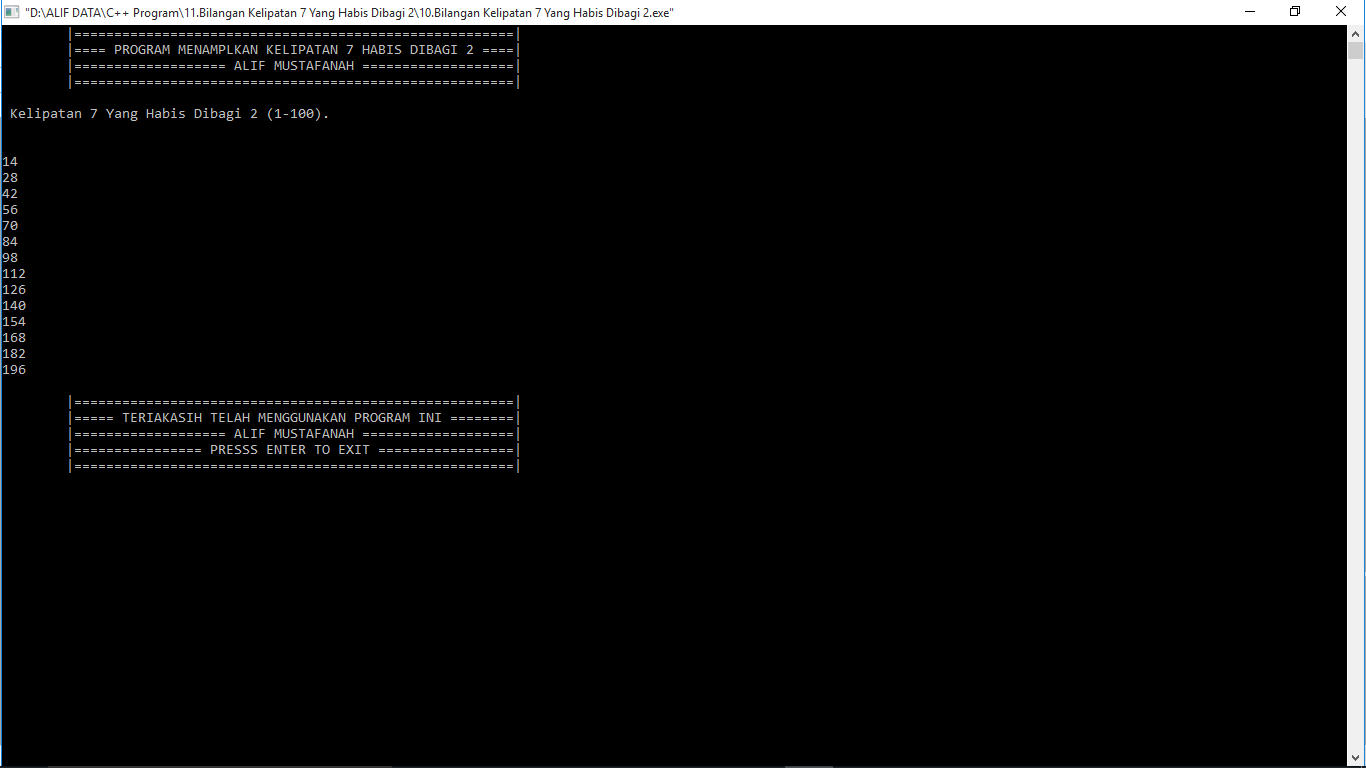 "D:\ALIF DATA\C++ Program\11.Bilangan Kelipatan 7 Yang Habis Dibagi 2\10.Bilangan Kelipatan 7 Yang Habis Dibagi 2.exe"
|=======================================================|
|==== PROGRAM MENAMPLKAN KELIPATAN 7 HABIS DIBAGI 2 ====|
|=================== ALIF MUSTAFANAH ===================|
|=======================================================|
Kelipatan 7 Yang Habis Dibagi 2 (1-100).
14
28
42
56
70
84
98
112
126
140
154
168
182
196
|=======================================================|
|===== TERIAKASIH TELAH MENGGUNAKAN PROGRAM INI ========|
|=================== ALIF MUSTAFANAH ===================|
|================ PRESSS ENTER TO EXIT =================|
|=======================================================|